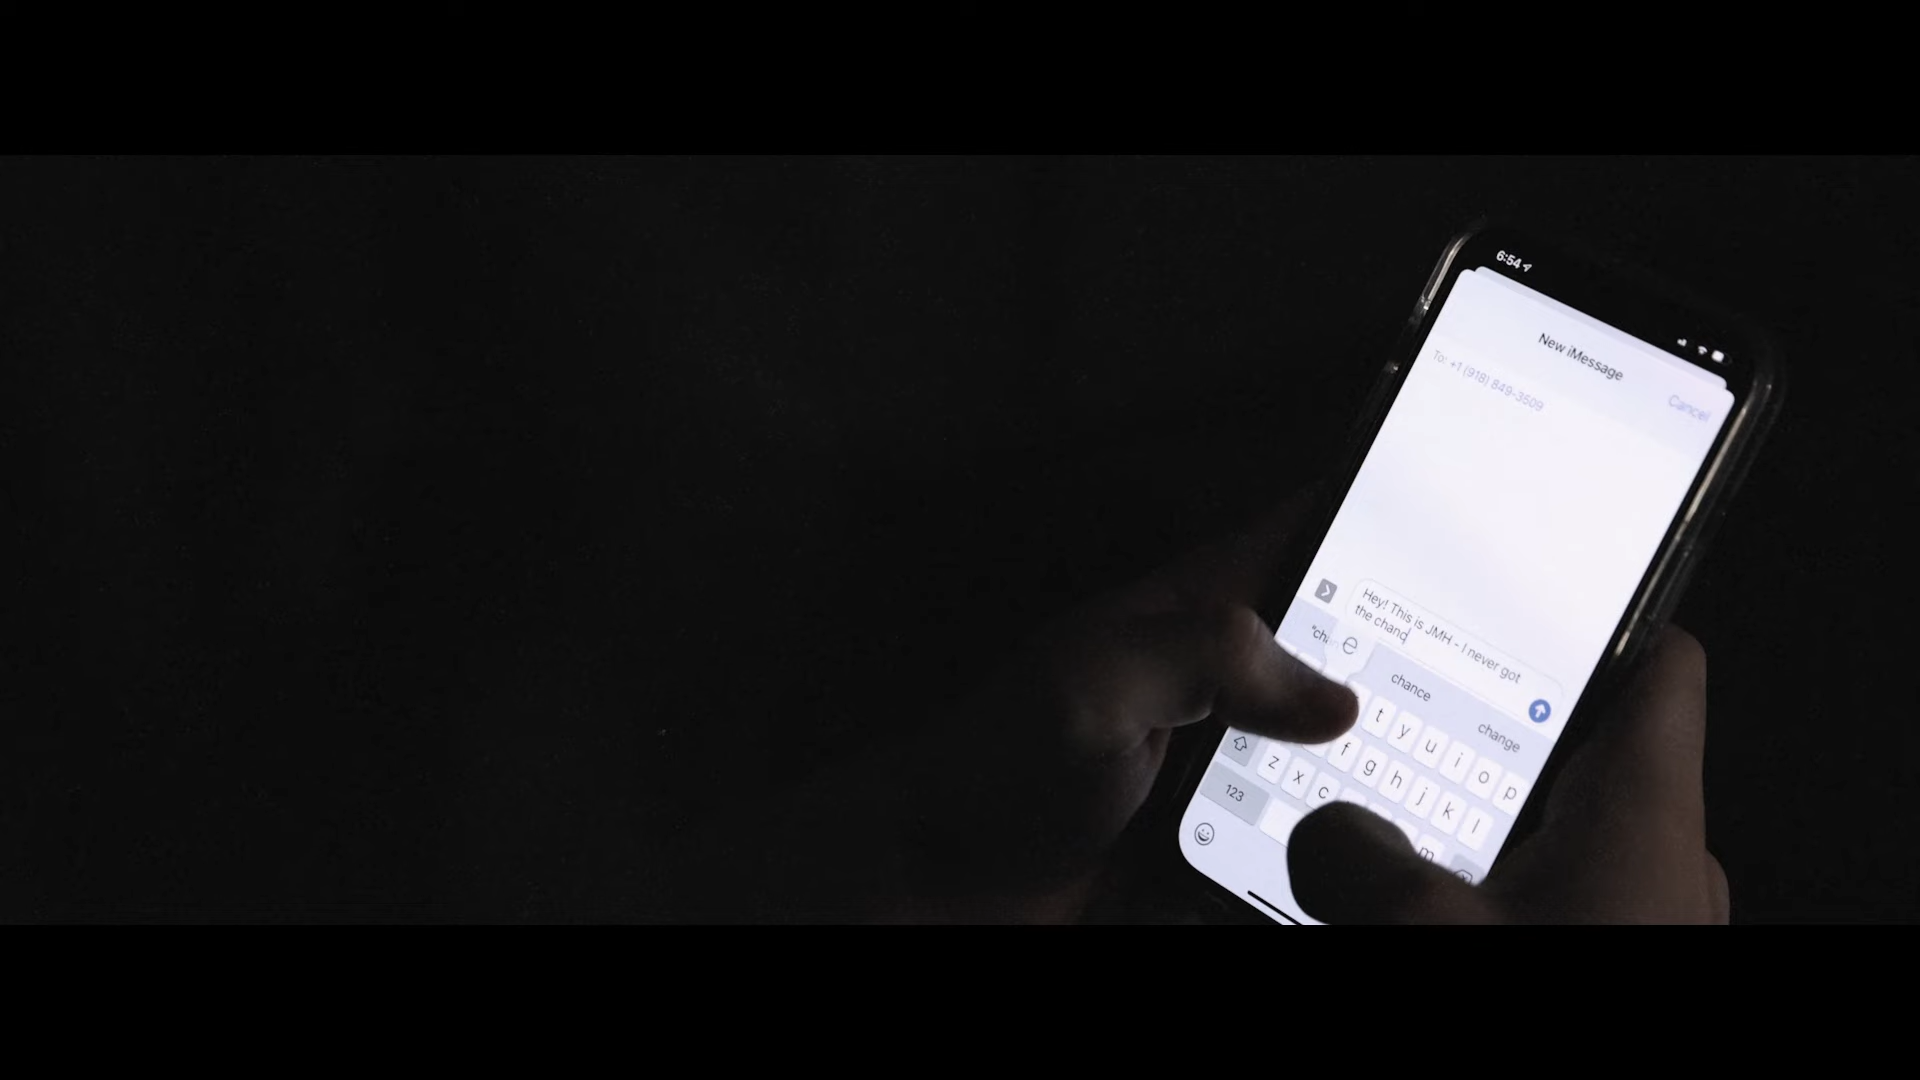 6:54
New iMessage
To: +1 (918) 849-3509
Cancel
Hey! This is JMH - I never got
the chanc
e
chance
change
t y u i o p
f g h j k l
z x c
m
123